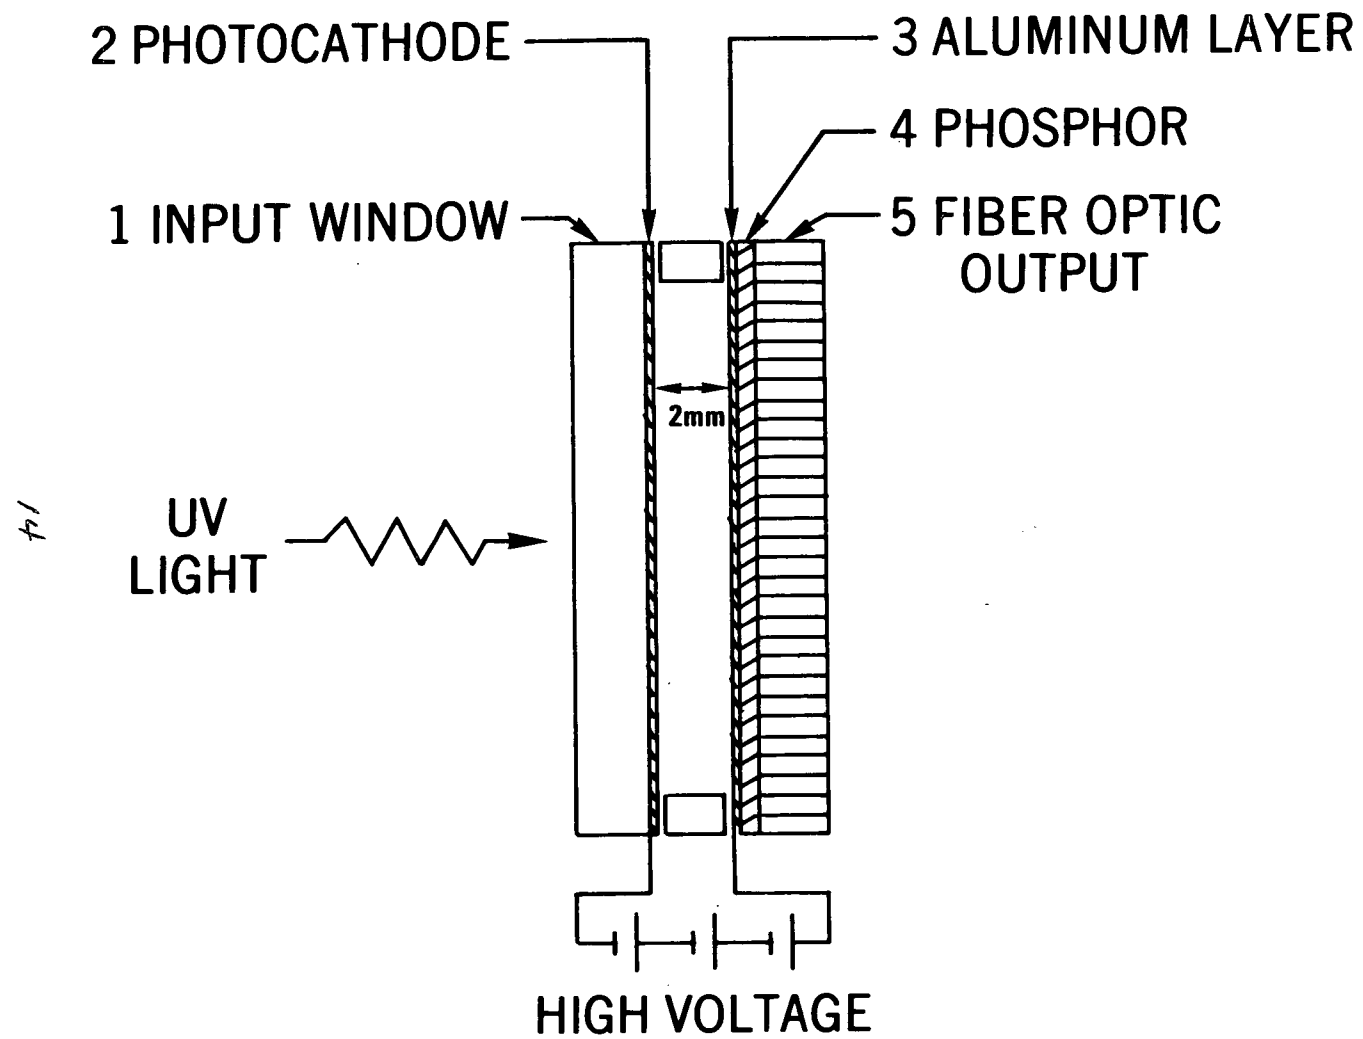 2 PHOTOCATHODE
3 ALUMINUM LAYER
4 PHOSPHOR
1 INPUT WINDOW
5 FIBER OPTIC
OUTPUT
2mm
UV
LIGHT
14
HIGH VOLTAGE